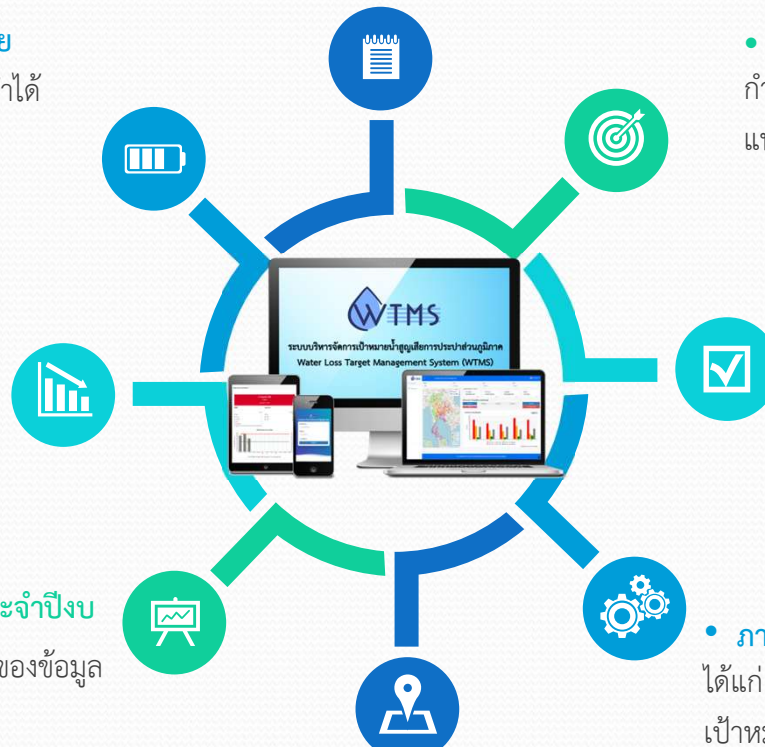 ย
าได้
•
กำ
แ
WTMS
ระบบบริหารจัดการเป้าหมายน้ำสูญเสียการประปาส่วนภูมิภาค
Water Loss Target Management System (WTMS)
ะจำปีงบ
ของข้อมูล
• ภา
ได้แก่
เป้าห